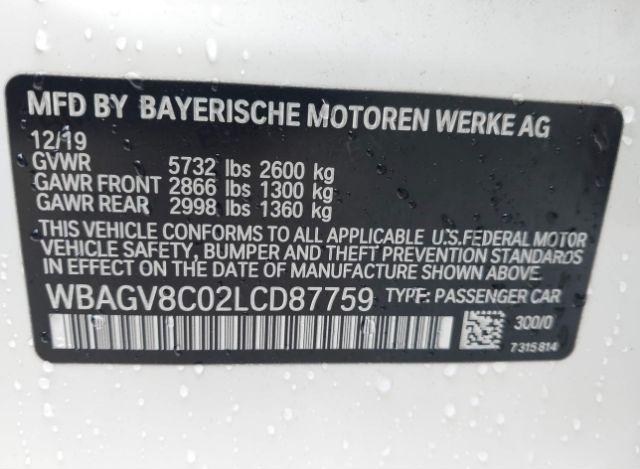 MFD BY BAYERISCHE MOTOREN WERKE AG
12/19
GVWR 5732 lbs 2600 kg
GAWR FRONT 2866 lbs 1300 kg
GAWR REAR 2998 lbs 1360 kg
THIS VEHICLE CONFORMS TO ALL APPLICABLE U.S.FEDERAL MOTOR
VEHICLE SAFETY, BUMPER AND THEFT PREVENTION STANDARDS
IN EFFECT ON THE DATE OF MANUFACTURE SHOWN ABOVE.
WBAGV8C02LCD87759 TYPE: PASSENGER CAR
300/0
7315814